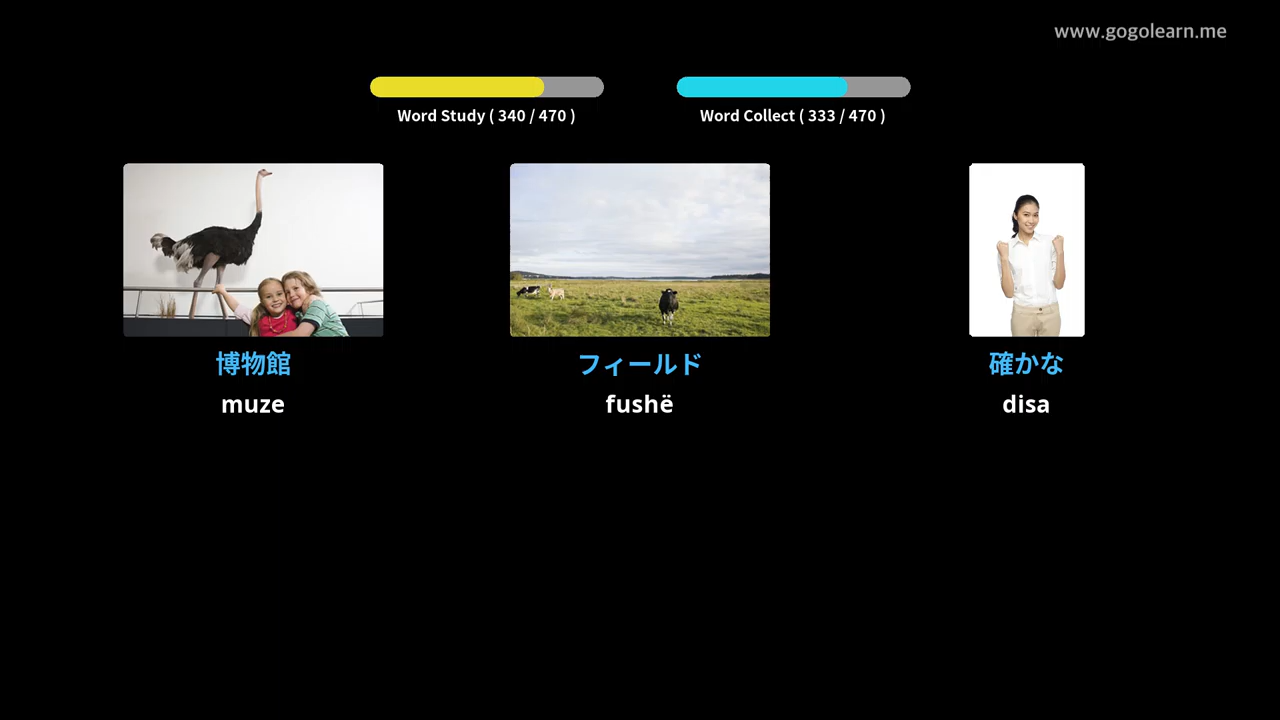 www.gogolearn.me
Word Study ( 340 / 470 )
Word Collect ( 333 / 470 )
博物館
フィールド
確かな
muze
fushë
disa